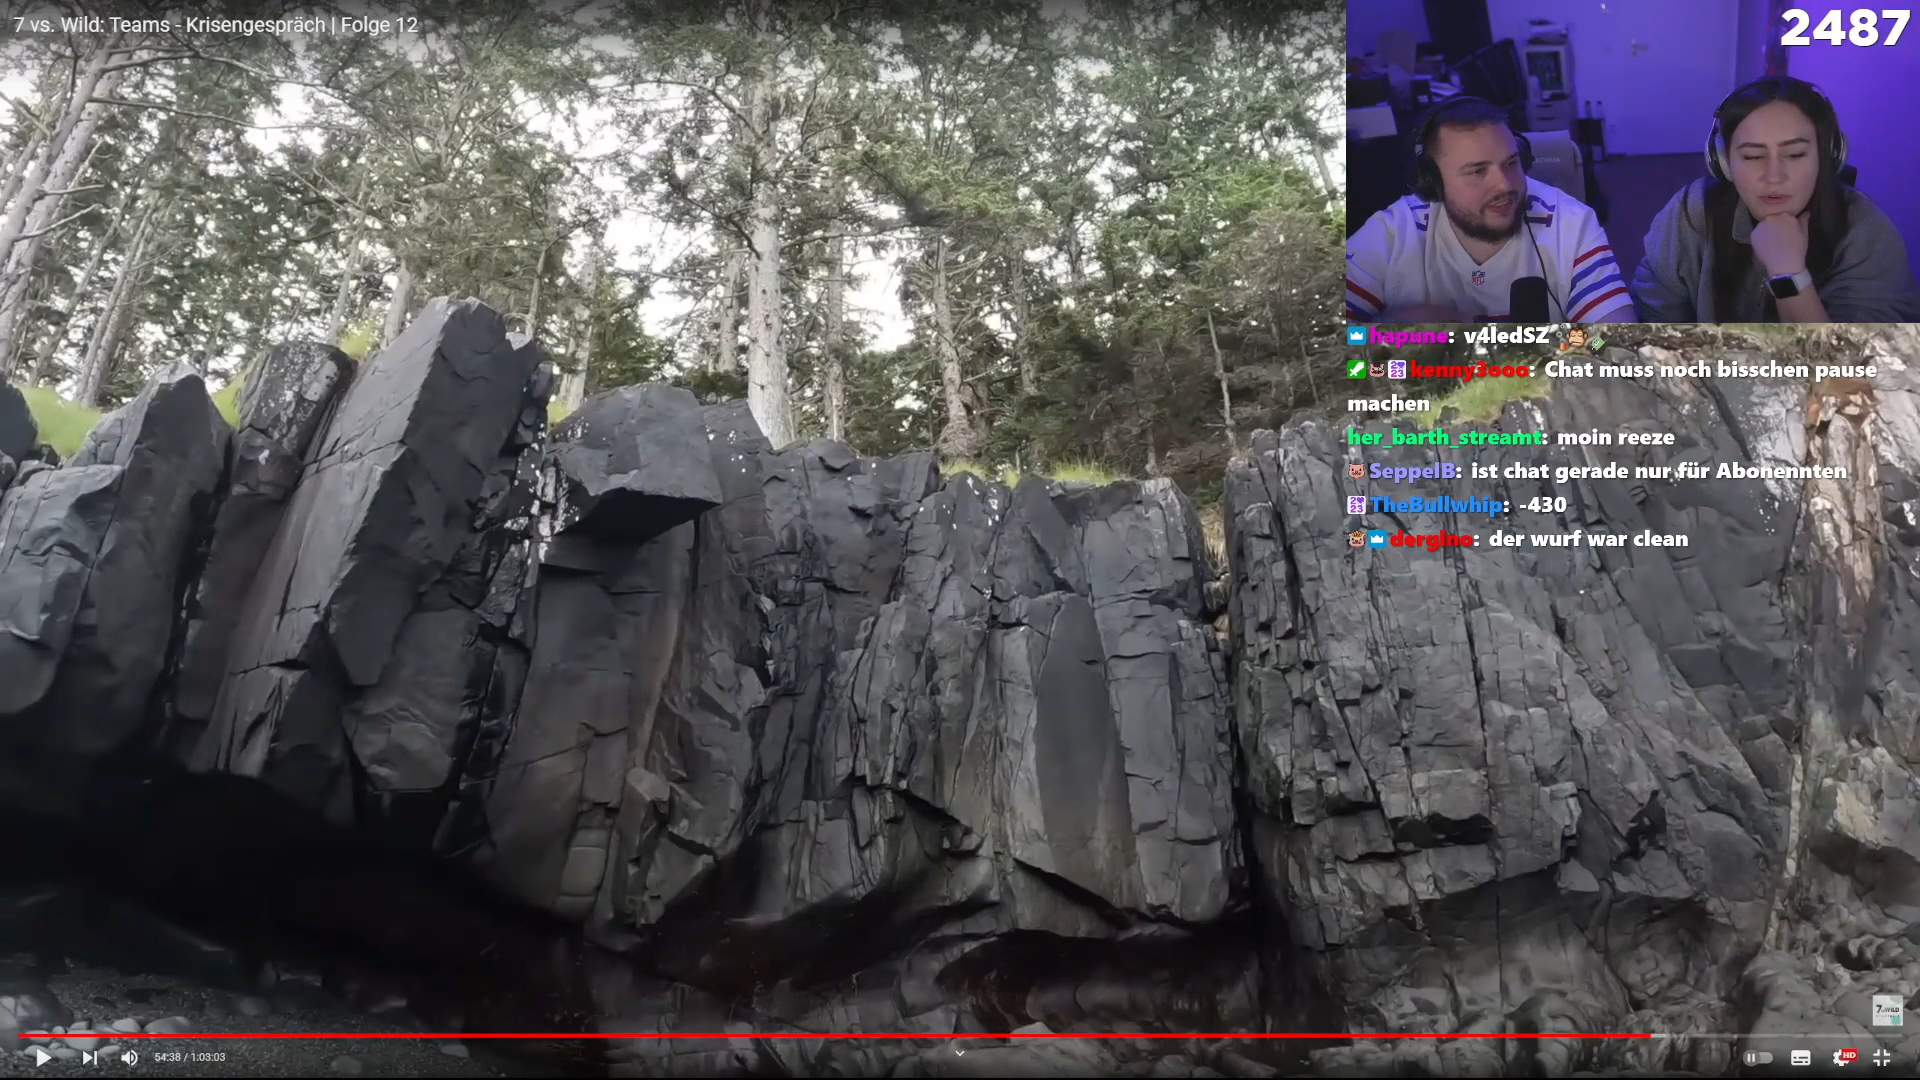 7 vs. Wild: Teams - Krisengespräch | Folge 12
2487
hapune: v4ledSZ
kenny3ooo: Chat muss noch bisschen pause
machen
her_barth_streamt: moin reeze
SeppelB: ist chat gerade nur für Abonennten
TheBullwhip: -430
derglno: der wurf war clean
54:38 / 1:03:03
HD